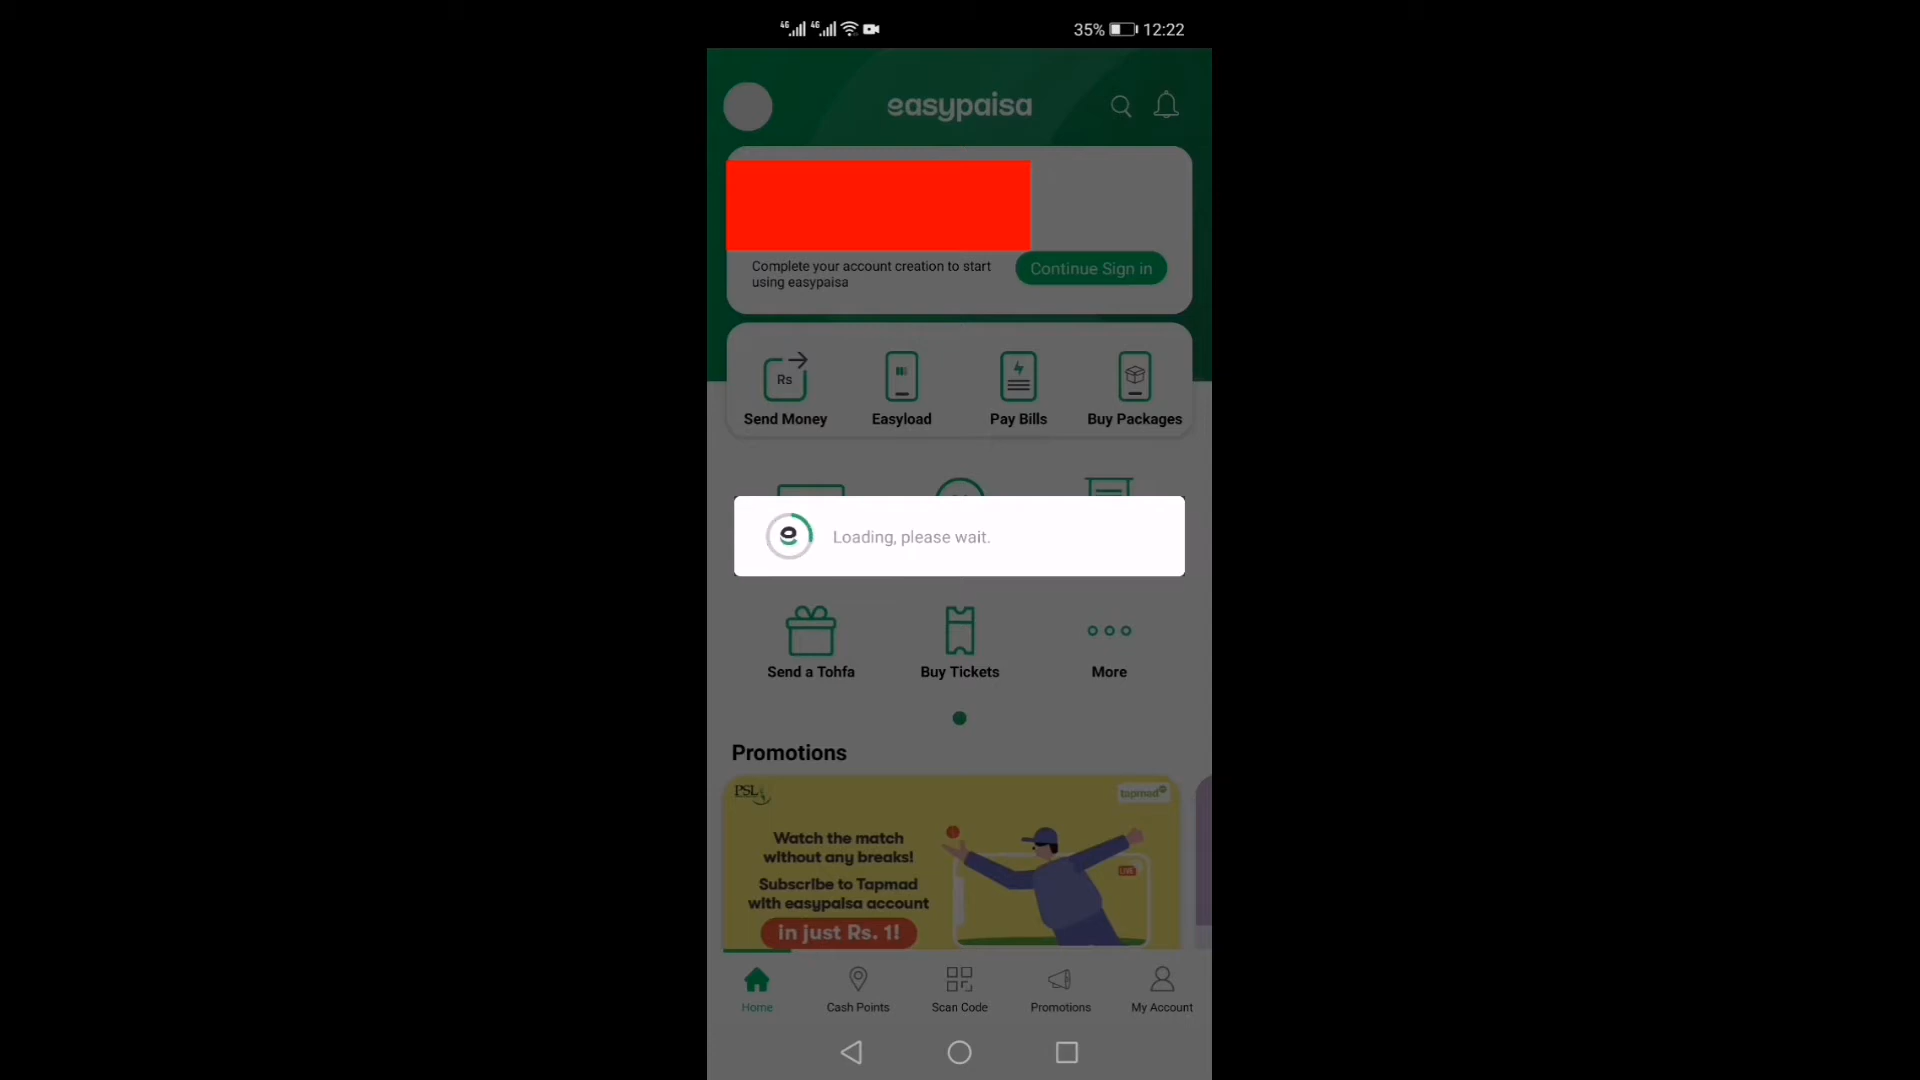 4G 4G 35% 12:22
easypaisa
Complete your account creation to start
using easypaisa
Continue Sign in
Rs
Send Money Easyload Pay Bills Buy Packages
e Loading, please wait.
Send a Tohfa Buy Tickets More
Promotions
PSL tapmad
Watch the match
without any breaks!
Subscribe to Tapmad
with easypaisa account
in just Rs. 1!
LIVE
Home Cash Points Scan Code Promotions My Account